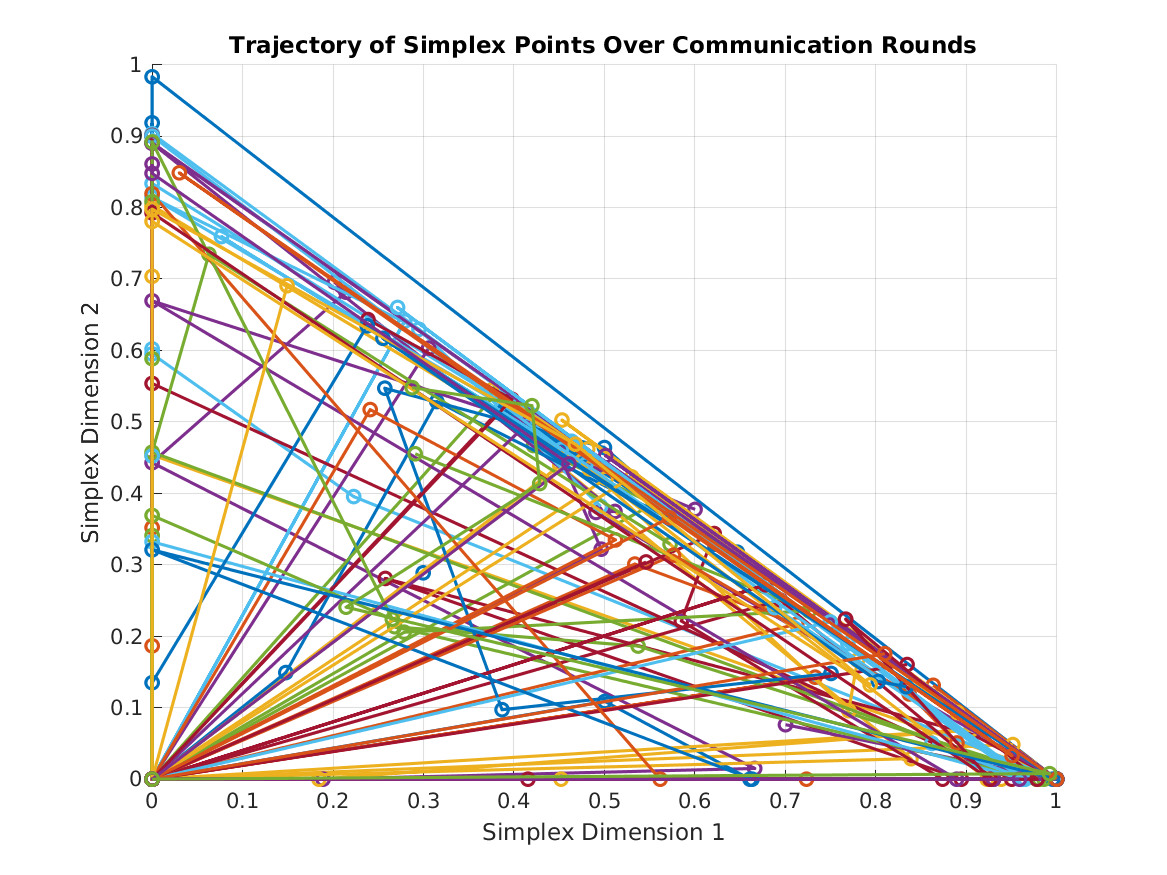 Trajectory of Simplex Points Over Communication Rounds
1
0.9
0.8
0.7
0.6
0.5
0.4
0.3
0.2
0.1
0
Simplex Dimension 2
0 0.1 0.2 0.3 0.4 0.5 0.6 0.7 0.8 0.9 1
Simplex Dimension 1